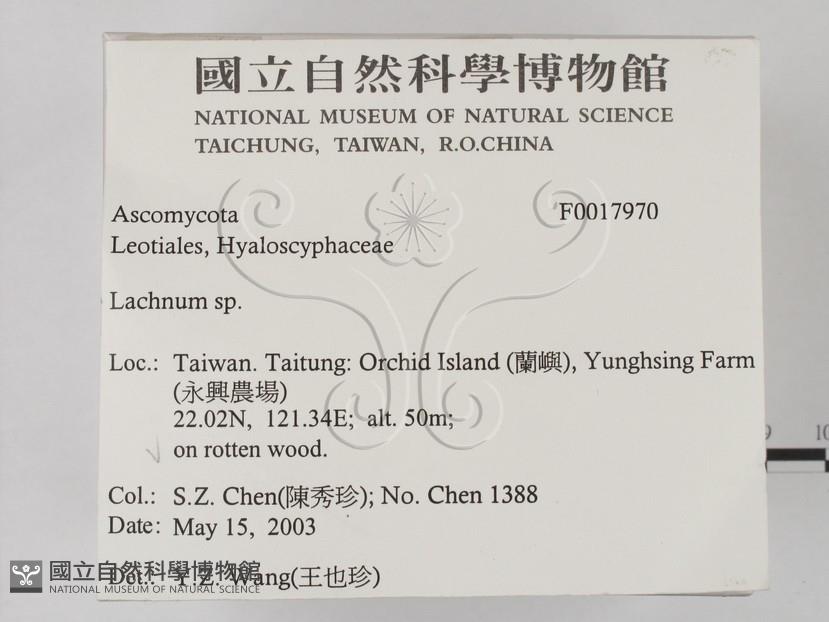 國立自然科學博物館
NATIONAL MUSEUM OF NATURAL SCIENCE
TAICHUNG, TAIWAN, R.O.CHINA
Ascomycota F0017970
Leotiales, Hyaloscyphaceae
Lachnum sp.
Loc.: Taiwan. Taitung: Orchid Island (蘭嶼), Yunghsing Farm
(永興農場)
22.02N, 121.34E; alt. 50m;
on rotten wood.
Col.: S.Z. Chen(陳秀珍); No. Chen 1388
Date: May 15, 2003
Det.: Y. Z. Wang(王也珍)
國立自然科學博物館
NATIONAL MUSEUM OF NATURAL SCIENCE
9 10